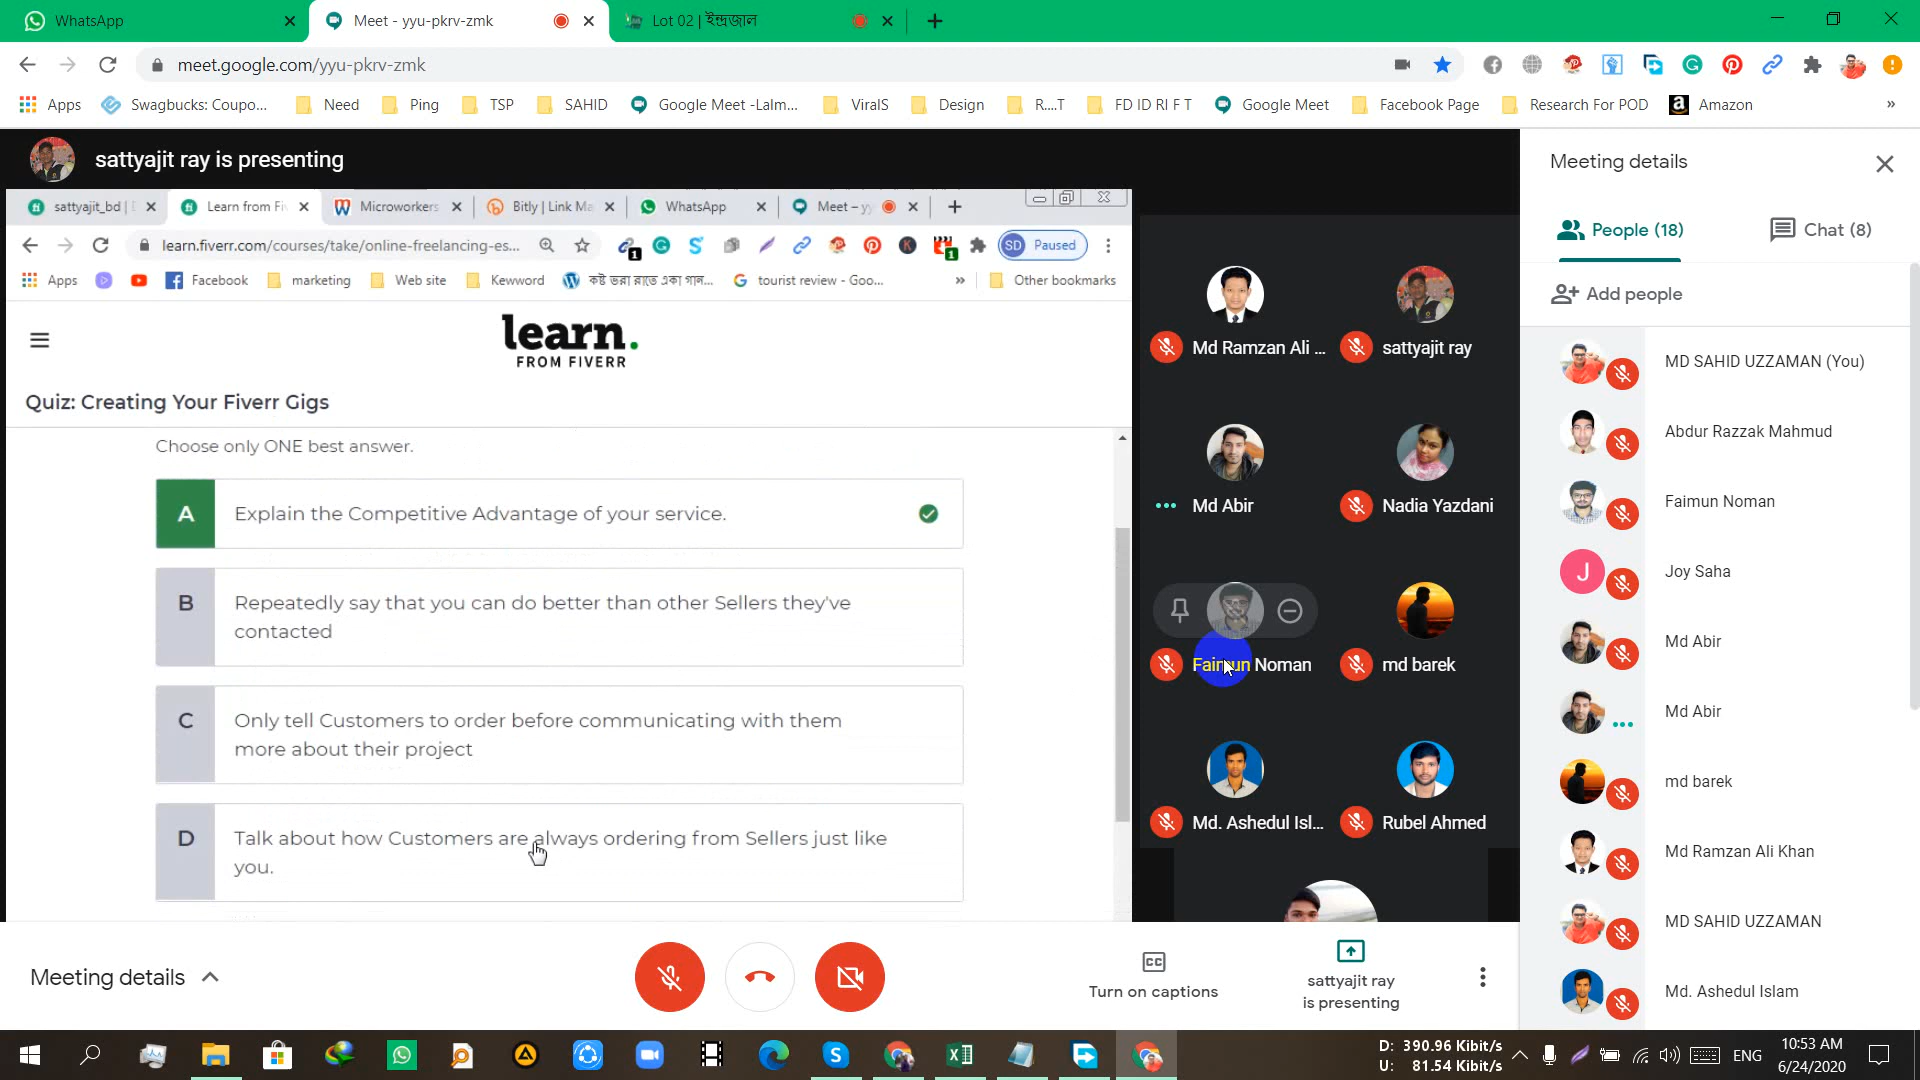 WhatsApp
Meet - yyu-pkrv-zmk
Lot 02 | ইন্দ্রজাল
meet.google.com/yyu-pkrv-zmk
Apps
Swagbucks: Coupo...
Need
Ping
TSP
SAHID
Google Meet -Lalm...
ViralS
Design
R....T
FD ID RI F T
Google Meet
Facebook Page
Research For POD
Amazon
»
sattyajit ray is presenting
sattyajit_bd |
Learn from Fi
Microworkers
Bitly | Link Ma
WhatsApp
Meet – yy
learn.fiverr.com/courses/take/online-freelancing-es...
SD Paused
Apps
Facebook
marketing
Web site
Kewword
কষ্ট ভরা রাতে একা গান...
tourist review - Goo...
»
Other bookmarks
learn.
FROM FIVERR
Quiz: Creating Your Fiverr Gigs
Choose only ONE best answer.
A Explain the Competitive Advantage of your service.
B Repeatedly say that you can do better than other Sellers they've
contacted
C Only tell Customers to order before communicating with them
more about their project
D Talk about how Customers are always ordering from Sellers just like
you.
Md Ramzan Ali ...
sattyajit ray
Md Abir
Nadia Yazdani
Faimun Noman
md barek
Md. Ashedul Isl...
Rubel Ahmed
Meeting details
People (18)
Chat (8)
Add people
MD SAHID UZZAMAN (You)
Abdur Razzak Mahmud
Faimun Noman
J Joy Saha
Md Abir
Md Abir
md barek
Md Ramzan Ali Khan
MD SAHID UZZAMAN
Md. Ashedul Islam
Meeting details
Turn on captions
sattyajit ray
is presenting
D: 390.96 Kibit/s
U: 81.54 Kibit/s
ENG
10:53 AM
6/24/2020